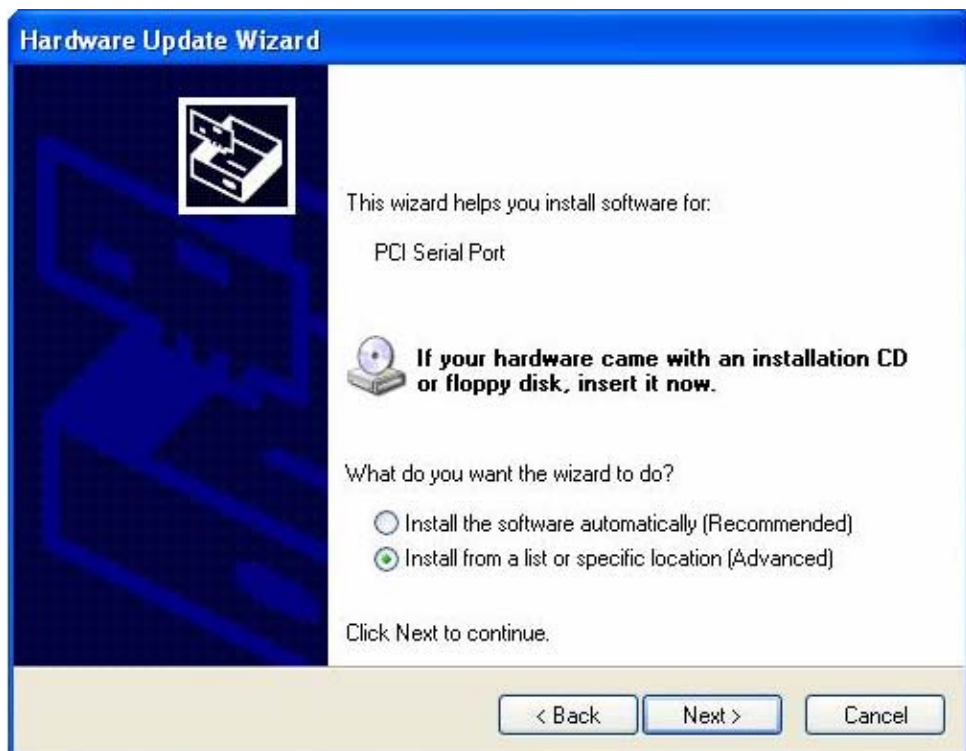 Hardware Update Wizard
This wizard helps you install software for:
PCI Serial Port
If your hardware came with an installation CD
or floppy disk, insert it now.
What do you want the wizard to do?
Install the software automatically (Recommended)
Install from a list or specific location (Advanced)
Click Next to continue.
< Back
Next >
Cancel